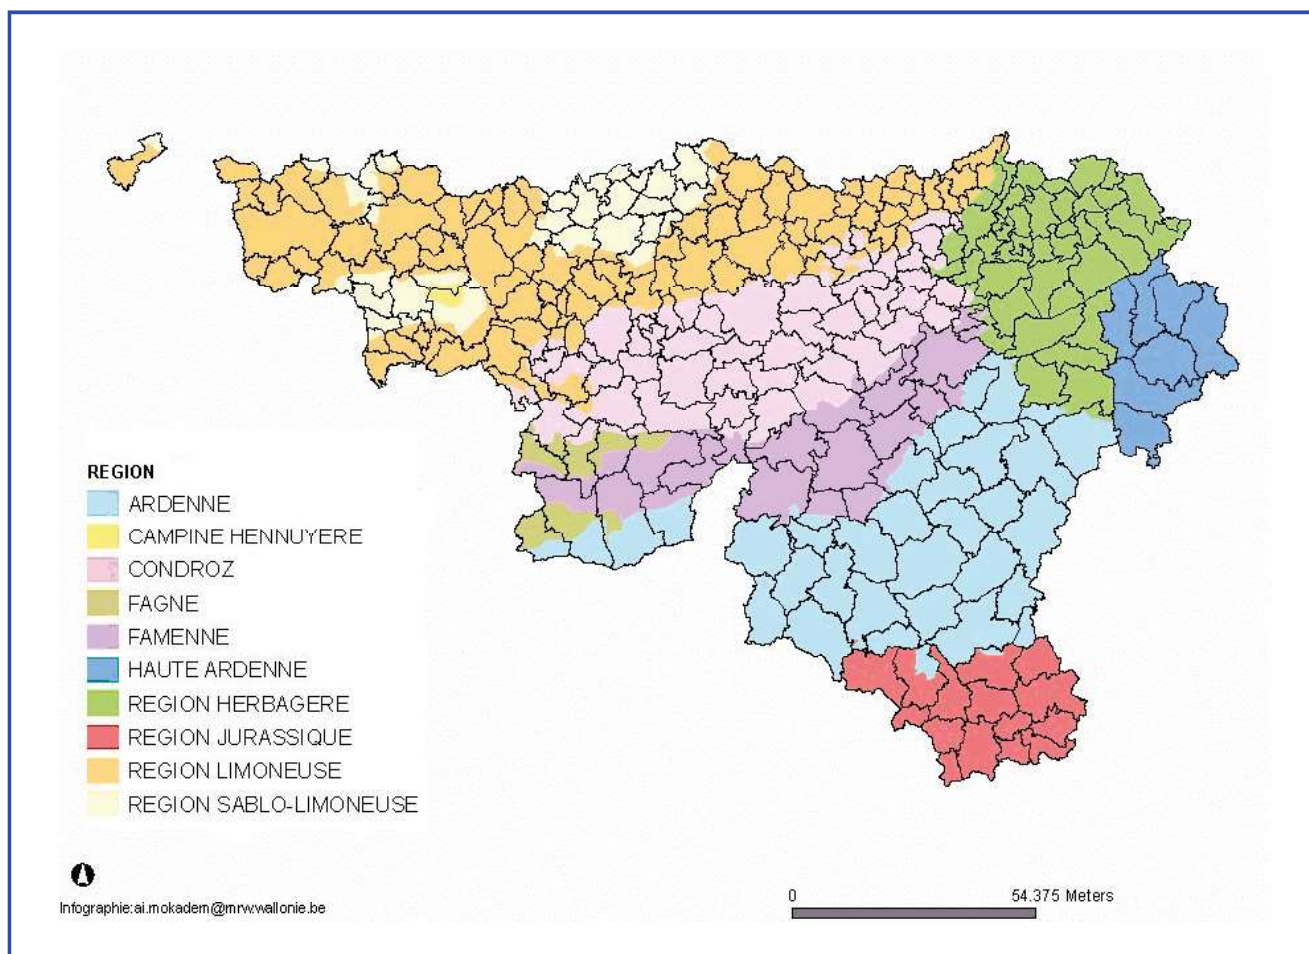 REGION
ARDENNE
CAMPINE HENNUYERE
CONDROZ
FAGNE
FAMENNE
HAUTE ARDENNE
REGION HERBAGERE
REGION JURASSIQUE
REGION LIMONEUSE
REGION SABLO-LIMONEUSE
Infographie:ai.mokadem@mrw.wallonie.be
0 54.375 Meters